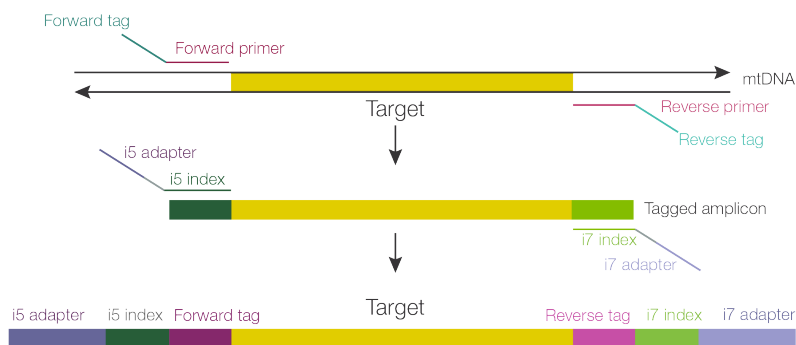 Forward tag
Forward primer
mtDNA
Target
Reverse primer
Reverse tag
i5 adapter
i5 index
Tagged amplicon
i7 index
i7 adapter
Target
i5 adapter i5 index Forward tag Reverse tag i7 index i7 adapter